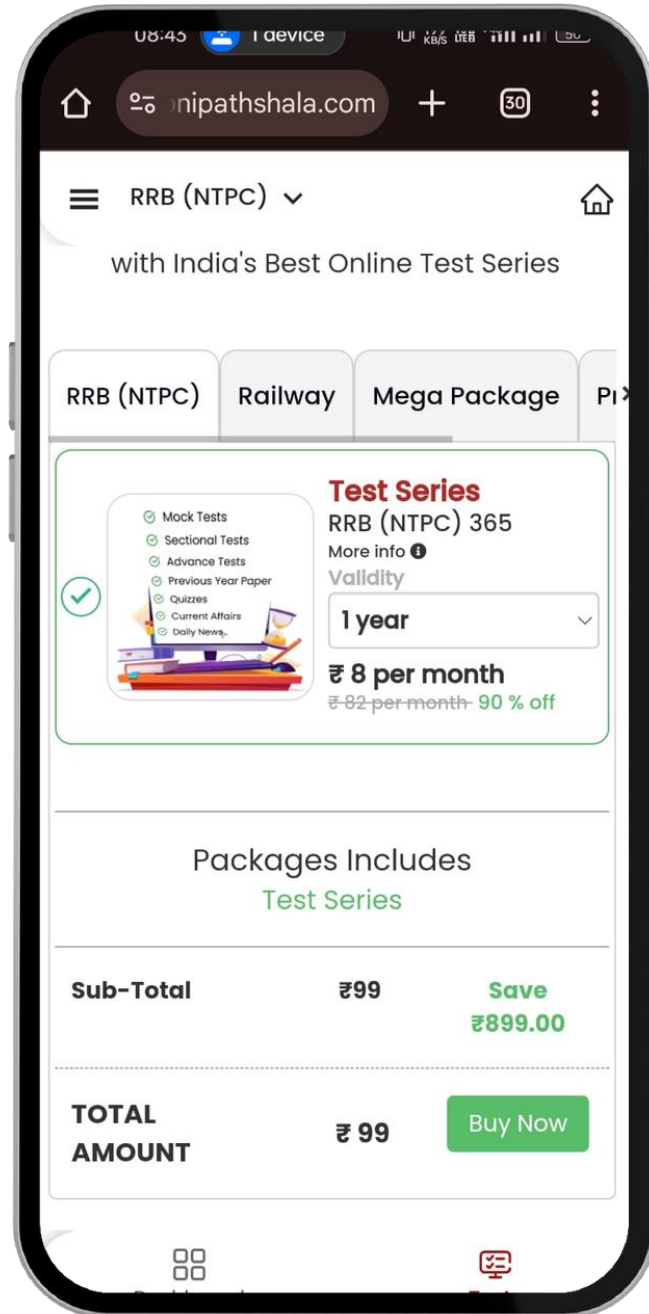 08:43
1 device
KB/S
nipathshala.com
30
RRB (NTPC)
with India's Best Online Test Series
RRB (NTPC)
Railway
Mega Package
Mock Tests
Sectional Tests
Advance Tests
Previous Year Paper
Quizzes
Current Affairs
Daily News
Test Series
RRB (NTPC) 365
More info
Validity
1 year
₹ 8 per month
₹ 82 per month 90 % off
Packages Includes
Test Series
Sub-Total ₹99 Save
₹899.00
TOTAL
AMOUNT
₹ 99
Buy Now